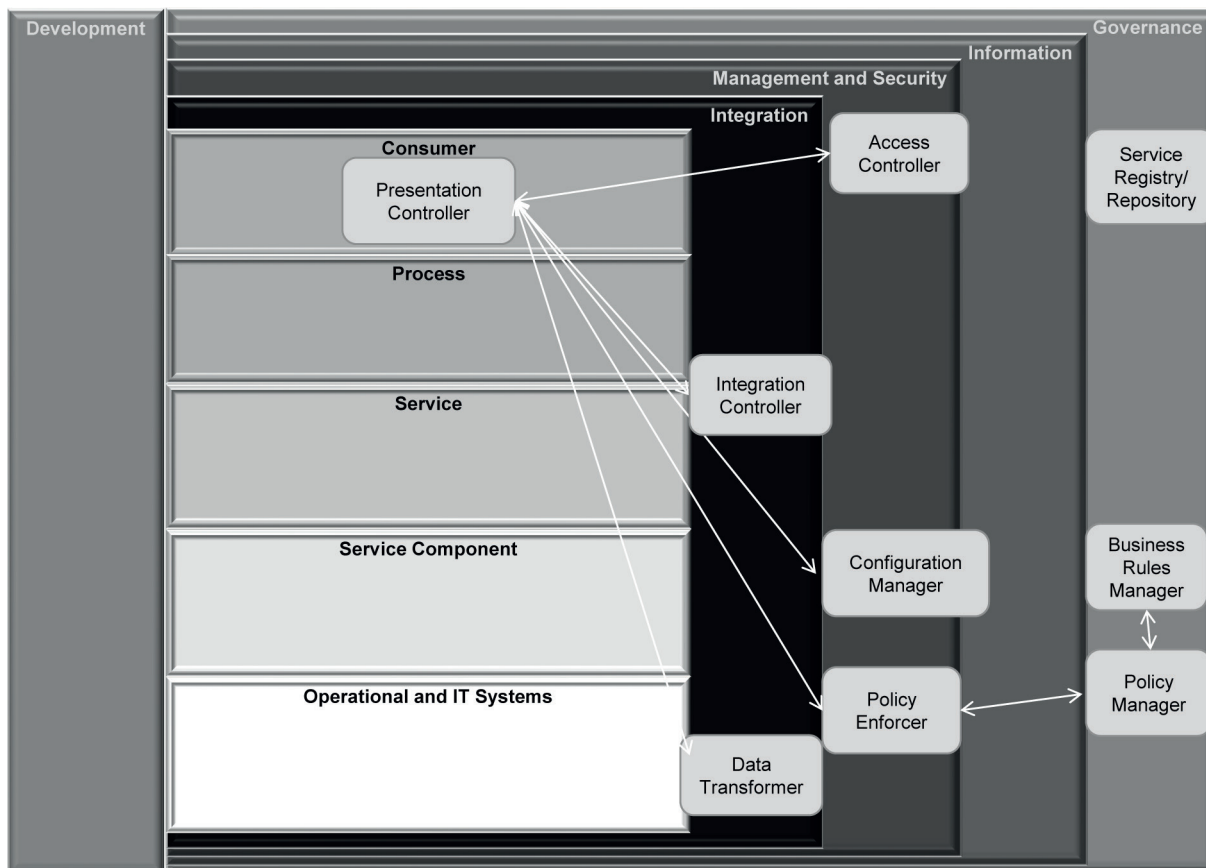 Development
Governance
Information
Management and Security
Integration
Consumer
Presentation
Controller
Access
Controller
Service
Registry/
Repository
Process
Integration
Controller
Service
Service Component
Configuration
Manager
Business
Rules
Manager
Operational and IT Systems
Policy
Enforcer
Policy
Manager
Data
Transformer